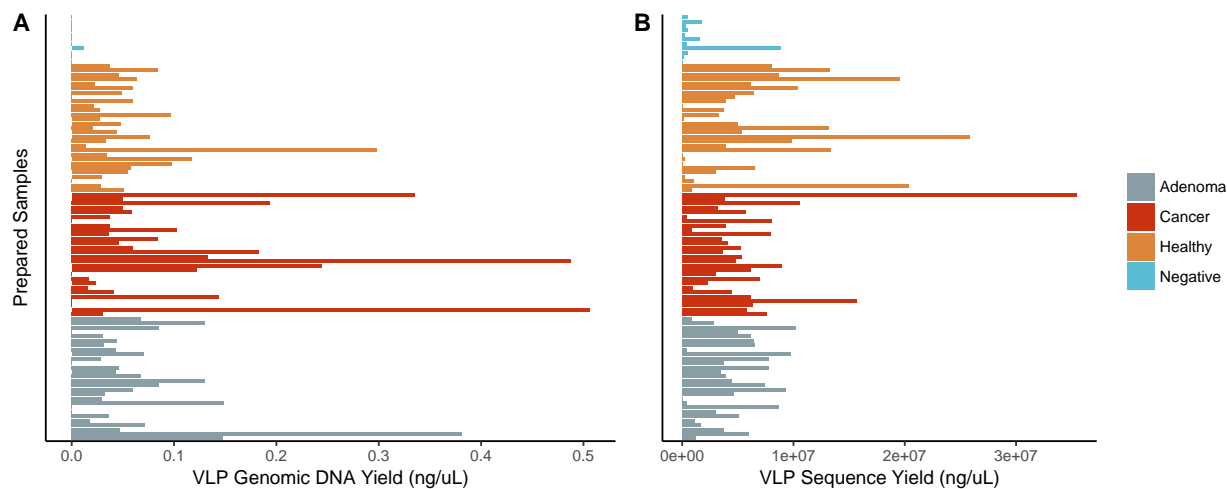 A
B
Prepared Samples
0.0 0.1 0.2 0.3 0.4 0.5
VLP Genomic DNA Yield (ng/uL)
0e+00 1e+07 2e+07 3e+07
VLP Sequence Yield (ng/uL)
Adenoma
Cancer
Healthy
Negative